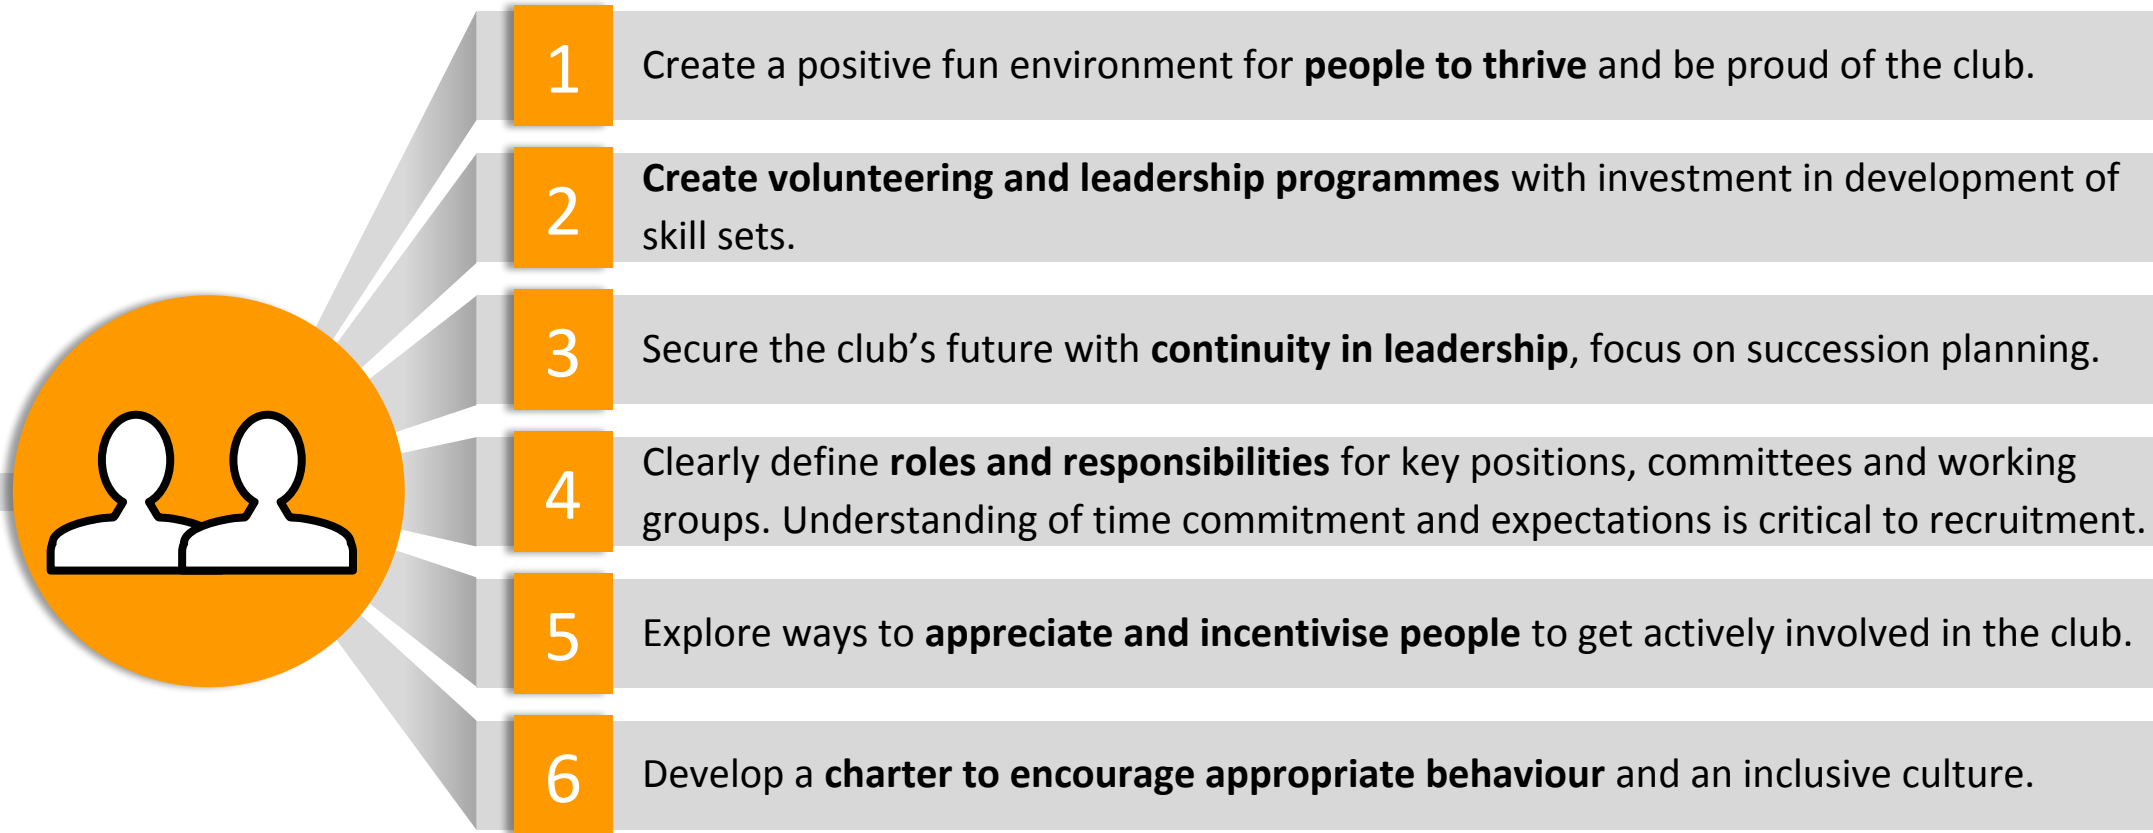 1
Create a positive fun environment for people to thrive and be proud of the club.
2
Create volunteering and leadership programmes with investment in development of
skill sets.
3
Secure the club’s future with continuity in leadership, focus on succession planning.
4
Clearly define roles and responsibilities for key positions, committees and working
groups. Understanding of time commitment and expectations is critical to recruitment.
5
Explore ways to appreciate and incentivise people to get actively involved in the club.
6
Develop a charter to encourage appropriate behaviour and an inclusive culture.